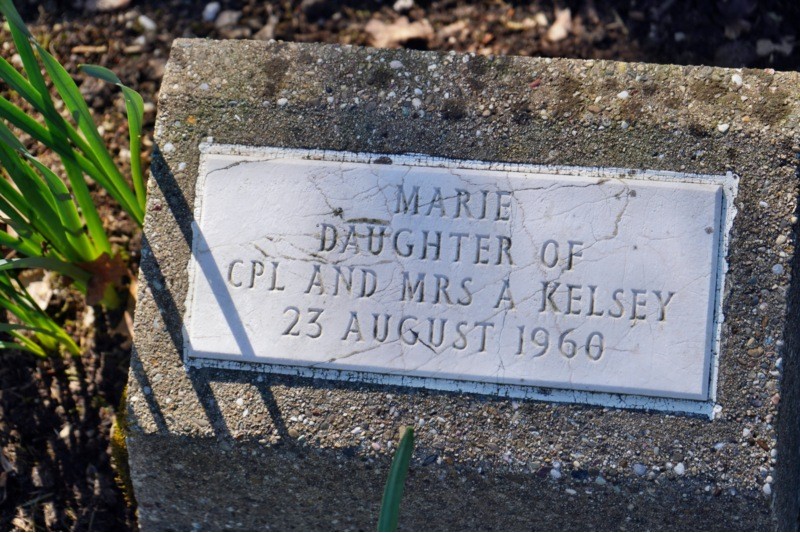 MARIE
DAUGHTER OF
CPL AND MRS A KELSEY
23 AUGUST 1960